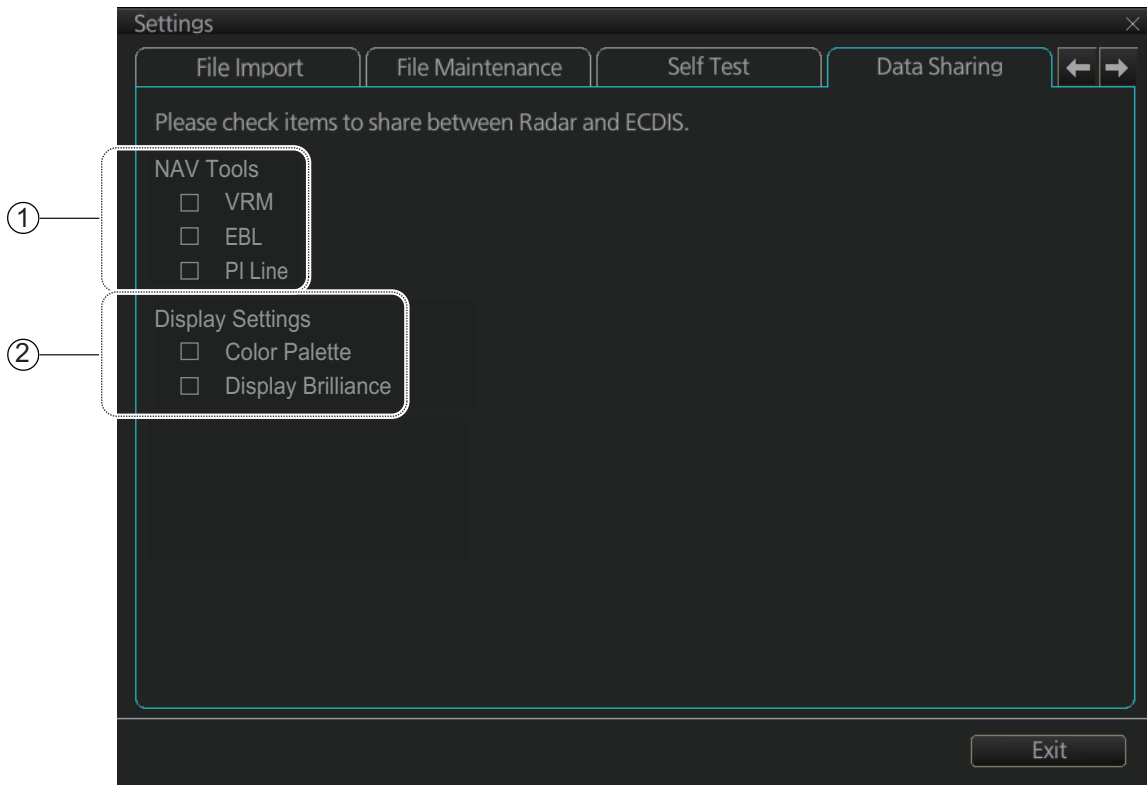 Settings
File Import File Maintenance Self Test Data Sharing
Please check items to share between Radar and ECDIS.
NAV Tools
1
VRM
EBL
PI Line
Display Settings
2
Color Palette
Display Brilliance
Exit